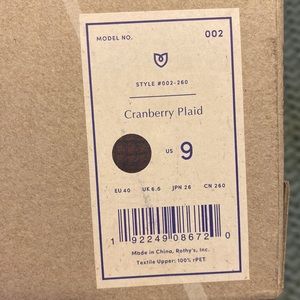 MODEL NO. 002
STYLE #002-260
Cranberry Plaid
US 9
EU 40 UK 6.6 JPN 26 CN 260
1 92249 08672 0
Made in China, Rothy's, Inc.
Textile Upper: 100% rPET